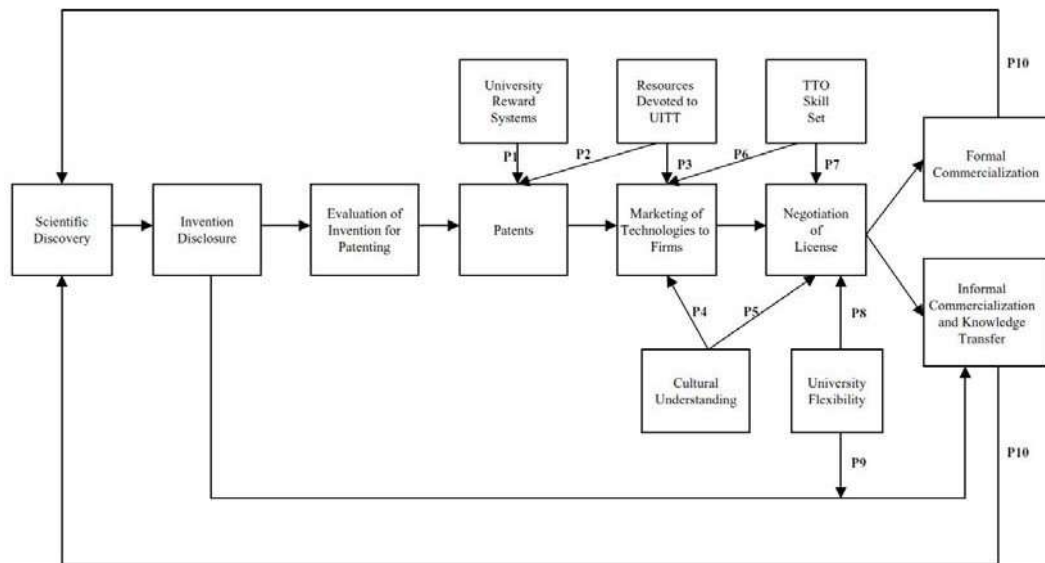 P10
University
Reward
Systems
Resources
Devoted to
UITT
TTO
Skill
Set
P1
P2
P3
P6
P7
Formal
Commercialization
Scientific
Discovery
Invention
Disclosure
Evaluation of
Invention for
Patenting
Patents
Marketing of
Technologies to
Firms
Negotiation
of
License
Informal
Commercialization
and Knowledge
Transfer
P4
P5
P8
Cultural
Understanding
University
Flexibility
P9
P10